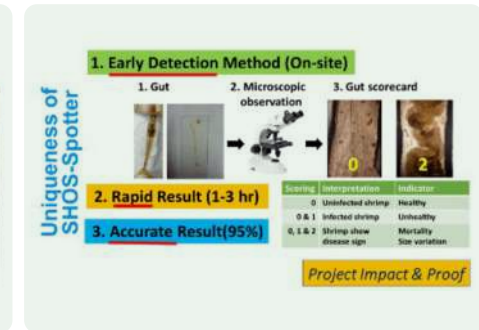 Uniqueness of
SHOS-Spotter
1. Early Detection Method (On-site)
1. Gut
2. Microscopic
observation
3. Gut scorecard
0
2
2. Rapid Result (1-3 hr)
3. Accurate Result(95%)
Scoring Interpretation Indicator
0 Uninfected shrimp Healthy
0 & 1 Infected shrimp Unhealthy
0, 1 & 2 Shrimp show disease sign Mortality Size variation
Project Impact & Proof